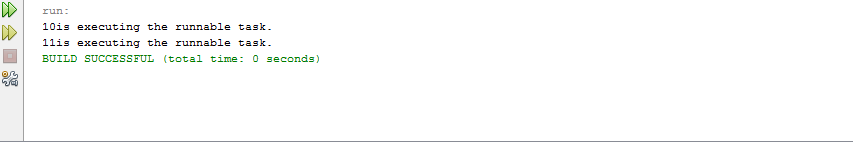 run:
10is executing the runnable task.
11is executing the runnable task.
BUILD SUCCESSFUL (total time: 0 seconds)